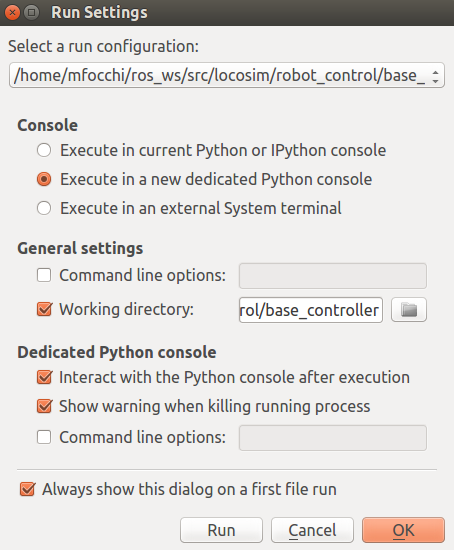 Run Settings
Select a run configuration:
/home/mfocchi/ros_ws/src/locosim/robot_control/base_
Console
Execute in current Python or IPython console
Execute in a new dedicated Python console
Execute in an external System terminal
General settings
Command line options:
Working directory: rol/base_controller
Dedicated Python console
Interact with the Python console after execution
Show warning when killing running process
Command line options:
Always show this dialog on a first file run
Run Cancel OK